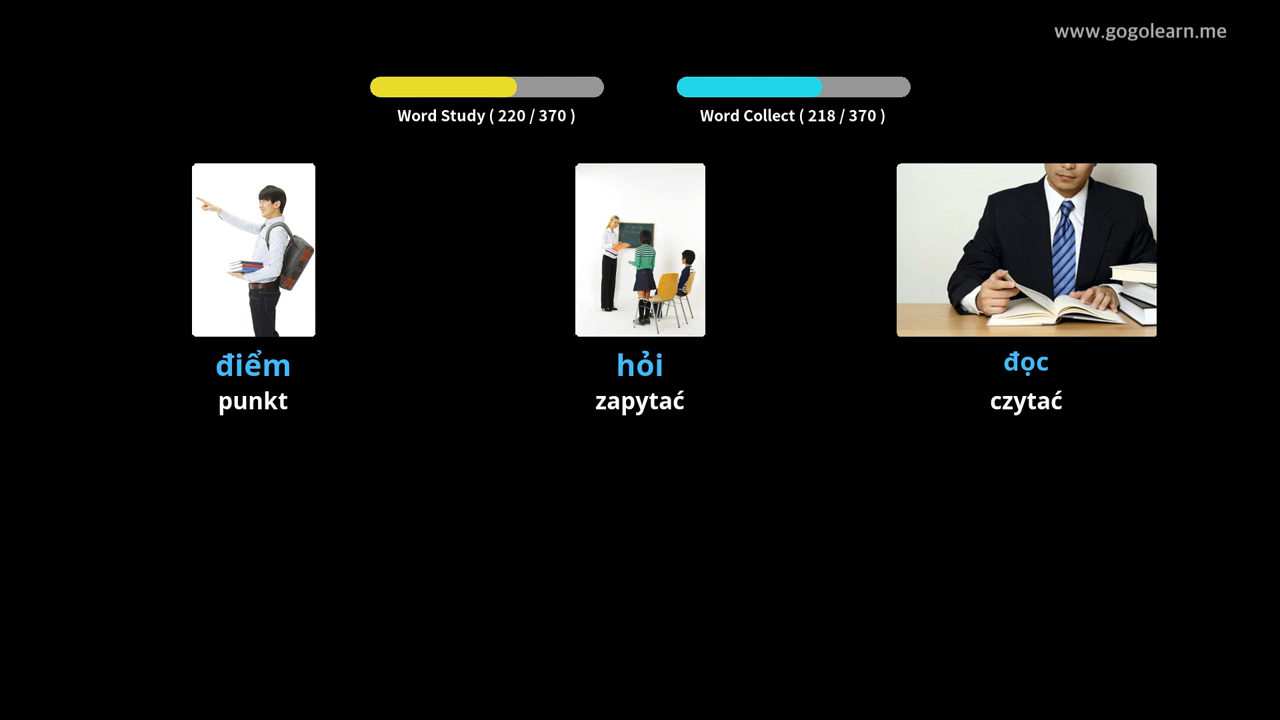 www.gogolearn.me
Word Study ( 220 / 370 )
Word Collect ( 218 / 370 )
điểm
hỏi
đọc
punkt
zapytać
czytać